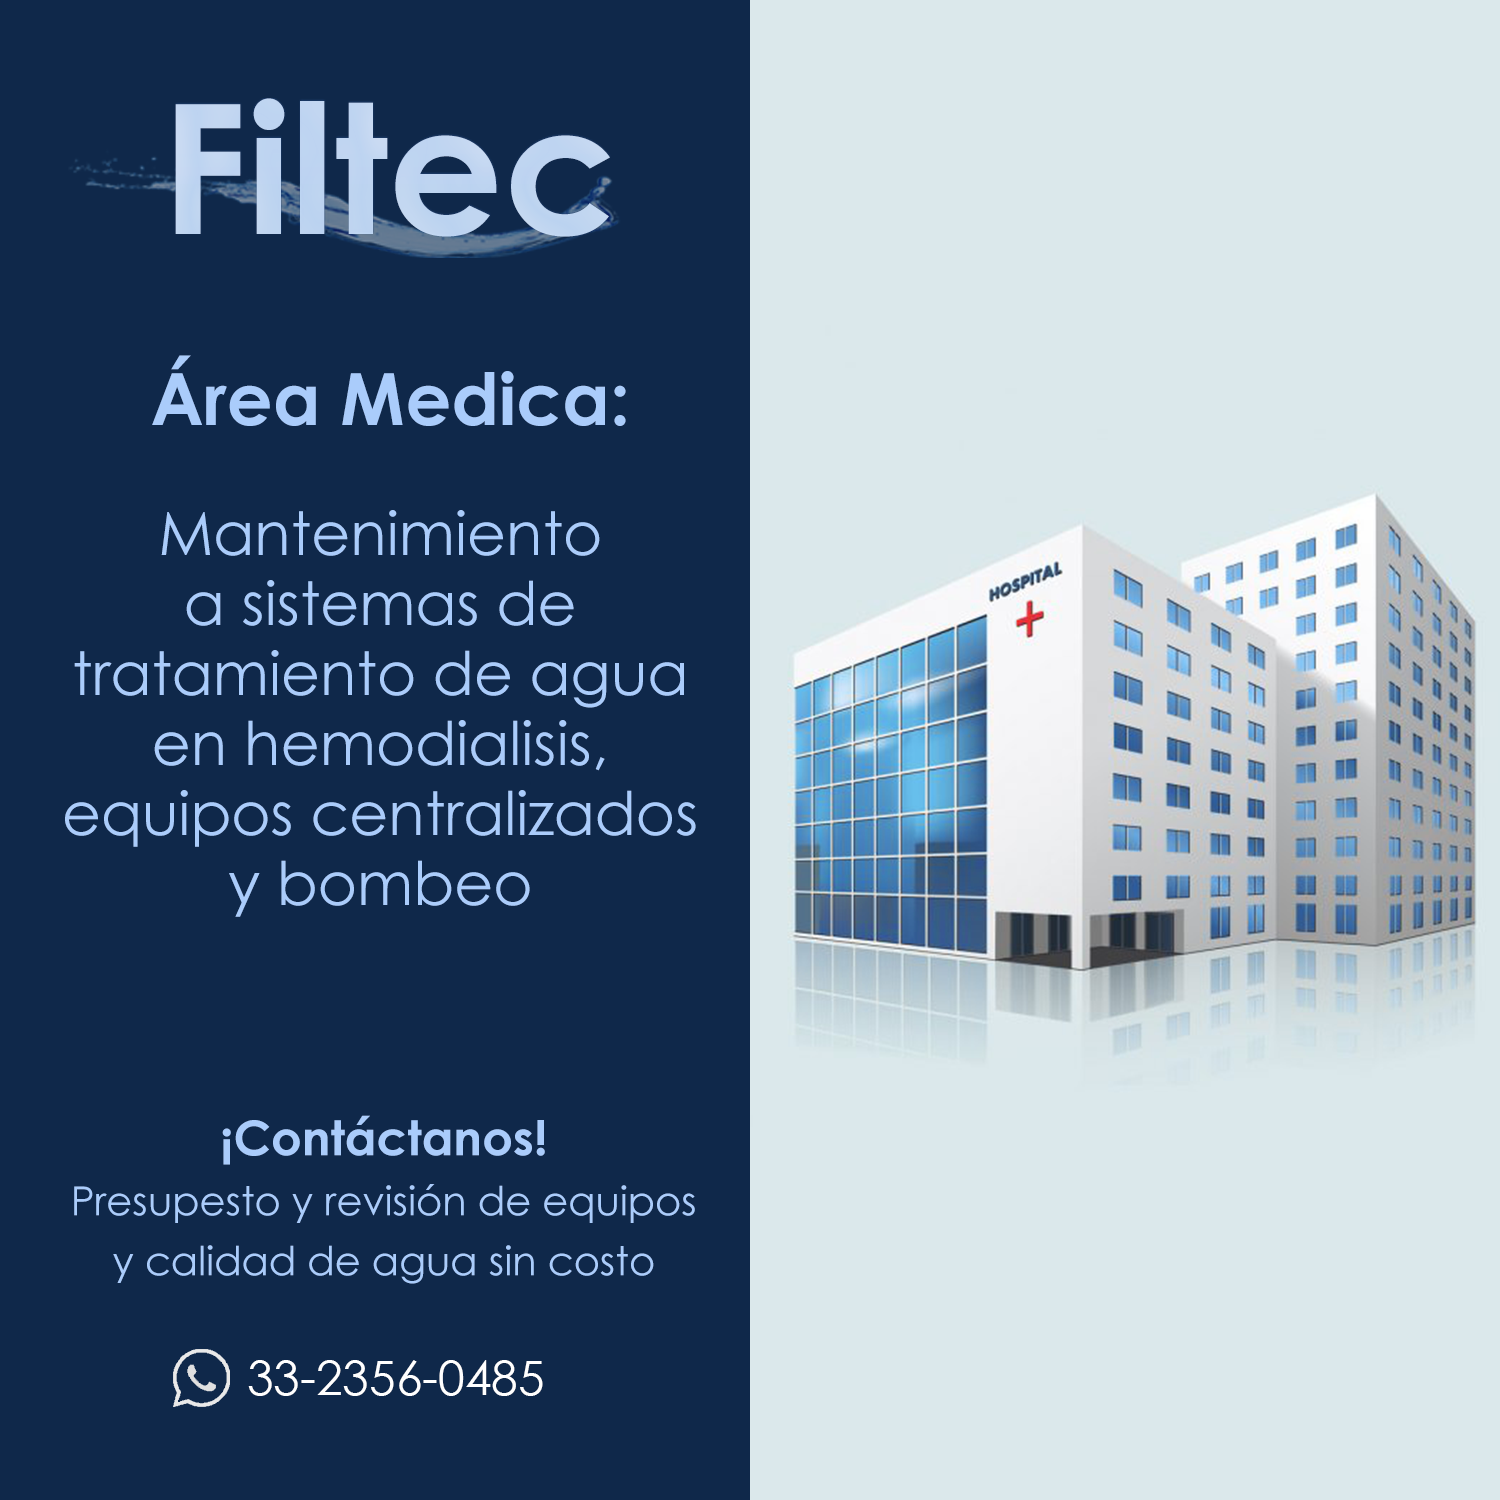 Filtec
Área Medica:
Mantenimiento
a sistemas de
tratamiento de agua
en hemodialisis,
equipos centralizados
y bombeo
¡Contáctanos!
Presupesto y revisión de equipos
y calidad de agua sin costo
33-2356-0485
HOSPITAL